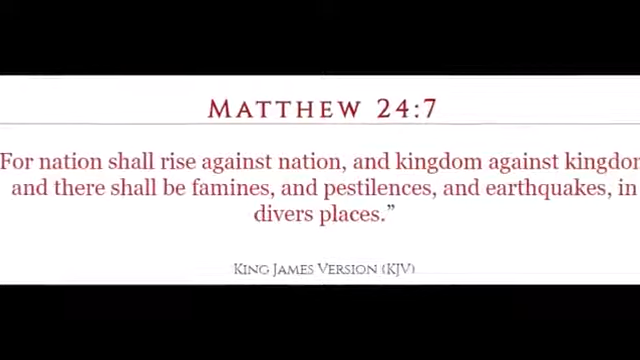 MATTHEW 24:7
For nation shall rise against nation, and kingdom against
and there shall be famines, and pestilences, and earthquakes, in
divers places.”
KING JAMES VERSION (KJV)